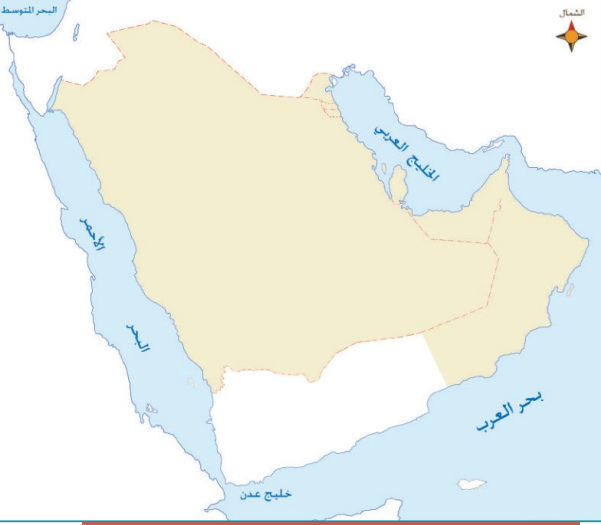 البحر المتوسط
الشمال
الخليج العربي
البحر الأحمر
بحر العرب
خليج عدن